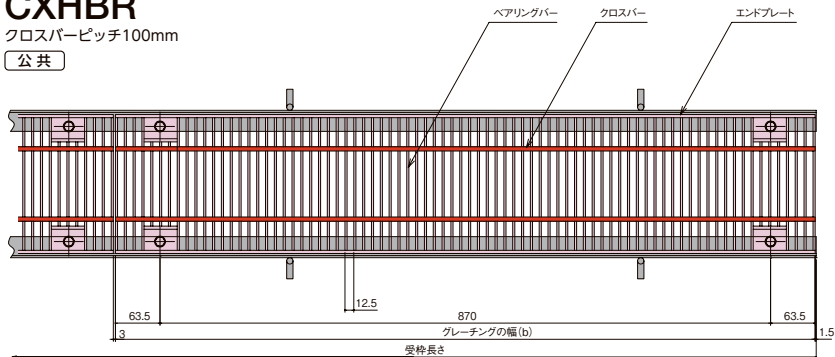 CXHBR
クロスバーピッチ100mm
公共
ベアリングバー
クロスバー
エンドプレート
12.5
63.5
870
63.5
3
グレーチングの幅(b)
1.5
受枠長さ